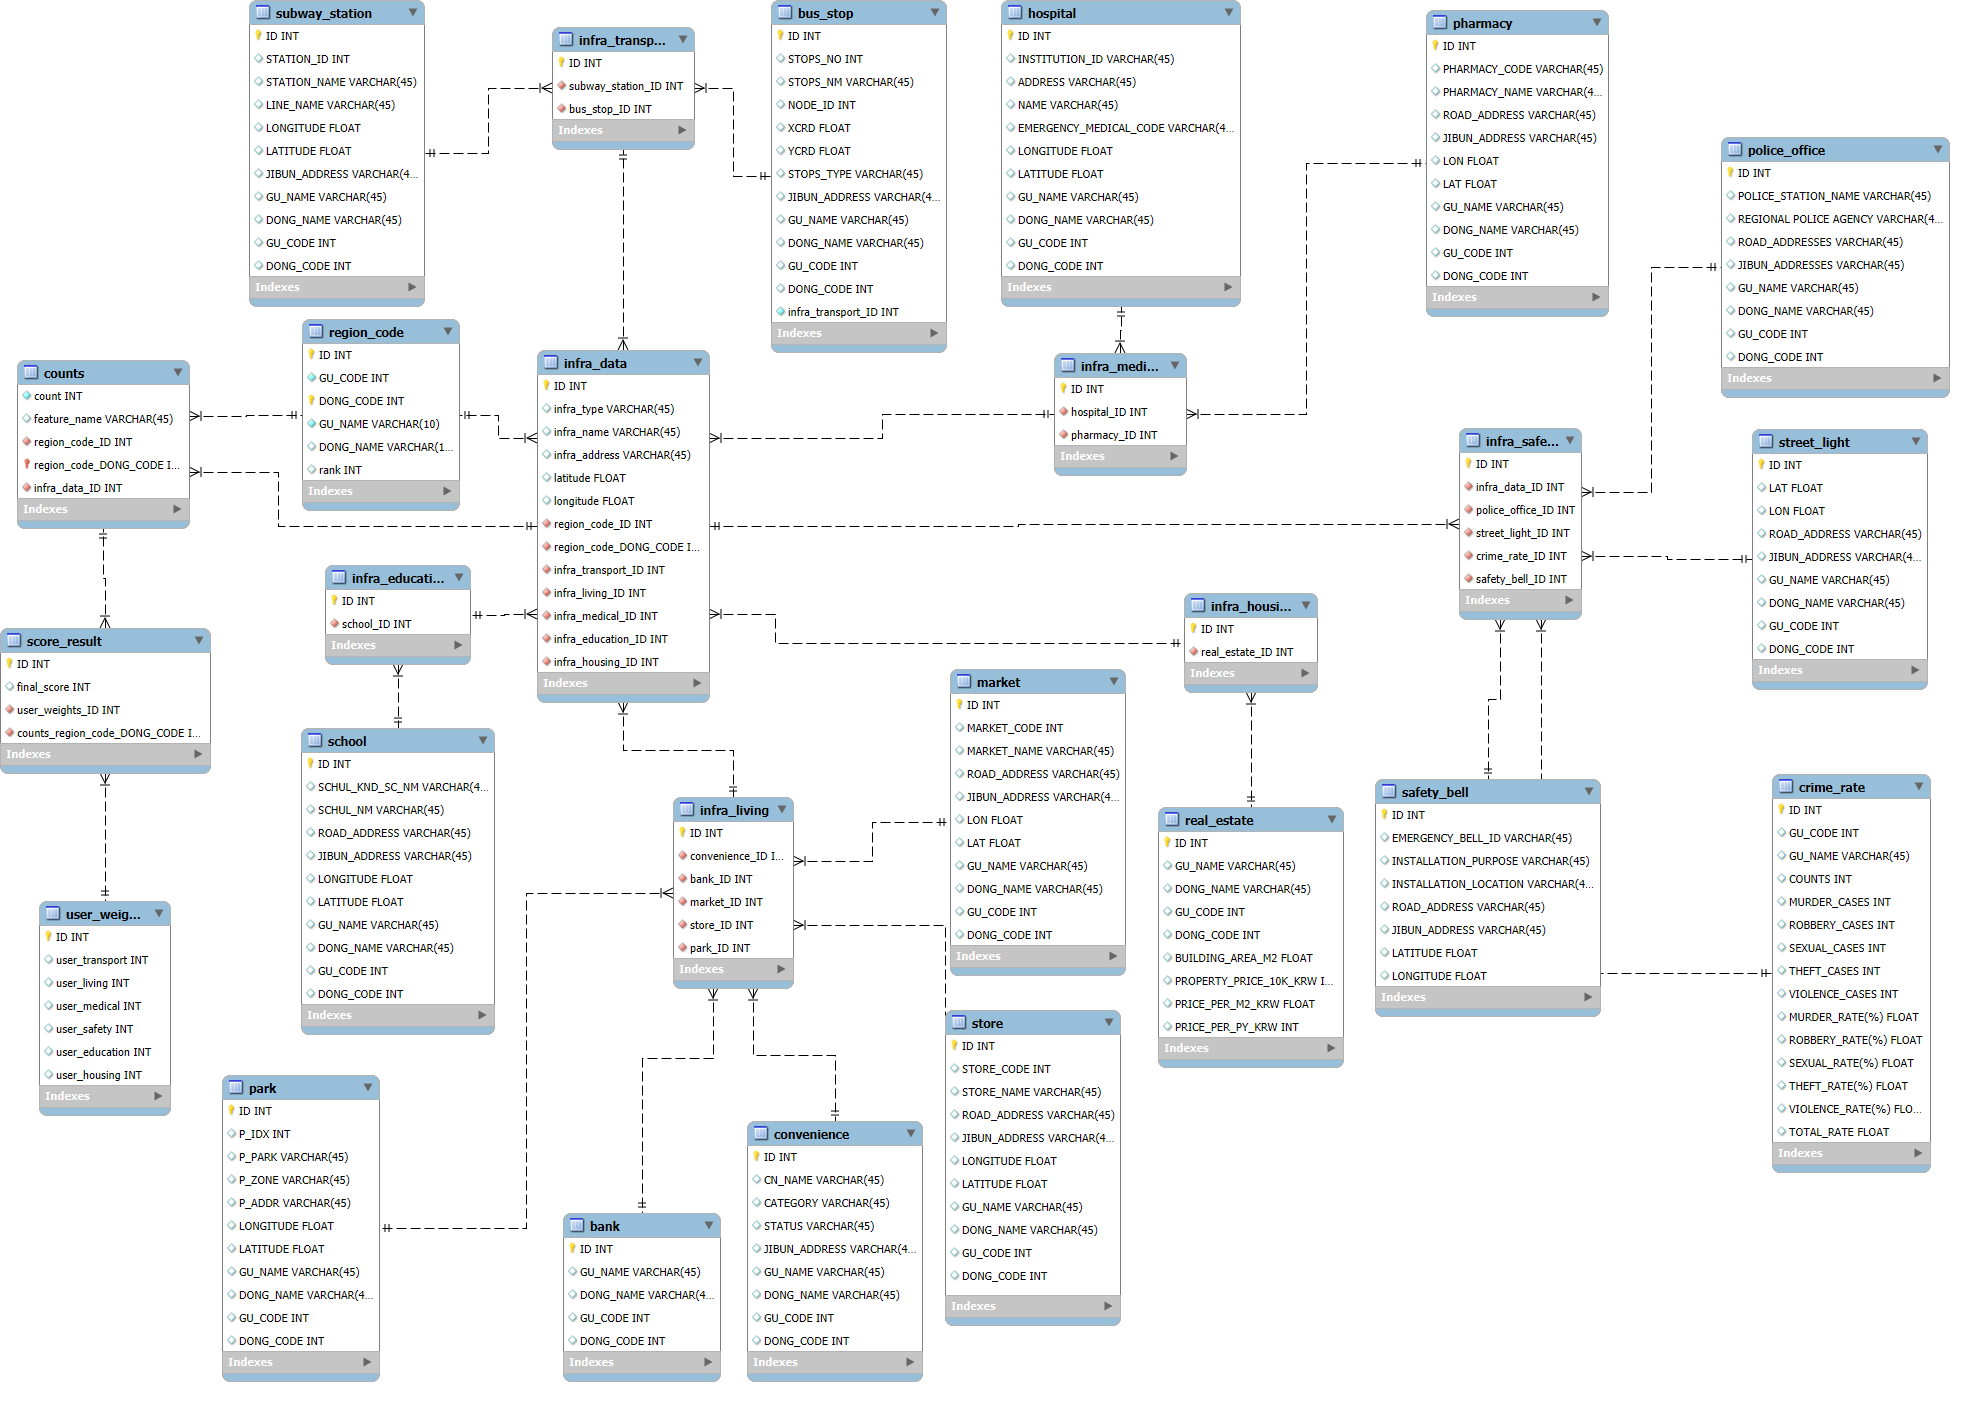 subway_station
ID INT
STATION_ID INT
STATION_NAME VARCHAR(45)
LINE_NAME VARCHAR(45)
LONGITUDE FLOAT
LATITUDE FLOAT
JIBUN_ADDRESS VARCHAR(4...
GU_NAME VARCHAR(45)
DONG_NAME VARCHAR(45)
GU_CODE INT
DONG_CODE INT
Indexes
infra_transp...
ID INT
subway_station_ID INT
bus_stop_ID INT
Indexes
bus_stop
ID INT
STOPS_NO INT
STOPS_NM VARCHAR(45)
NODE_ID INT
XCRD FLOAT
YCRD FLOAT
STOPS_TYPE VARCHAR(45)
JIBUN_ADDRESS VARCHAR(4...
GU_NAME VARCHAR(45)
DONG_NAME VARCHAR(45)
GU_CODE INT
DONG_CODE INT
infra_transport_ID INT
Indexes
hospital
ID INT
INSTITUTION_ID VARCHAR(45)
ADDRESS VARCHAR(45)
NAME VARCHAR(45)
EMERGENCY_MEDICAL_CODE VARCHAR(4...
LONGITUDE FLOAT
LATITUDE FLOAT
GU_NAME VARCHAR(45)
DONG_NAME VARCHAR(45)
GU_CODE INT
DONG_CODE INT
Indexes
pharmacy
ID INT
PHARMACY_CODE VARCHAR(45)
PHARMACY_NAME VARCHAR(4...
ROAD_ADDRESS VARCHAR(45)
JIBUN_ADDRESS VARCHAR(45)
LON FLOAT
LAT FLOAT
GU_NAME VARCHAR(45)
DONG_NAME VARCHAR(45)
GU_CODE INT
DONG_CODE INT
Indexes
police_office
ID INT
POLICE_STATION_NAME VARCHAR(45)
REGIONAL POLICE AGENCY VARCHAR(4...
ROAD_ADDRESSES VARCHAR(45)
JIBUN_ADDRESSES VARCHAR(45)
GU_NAME VARCHAR(45)
DONG_NAME VARCHAR(45)
GU_CODE INT
DONG_CODE INT
Indexes
counts
count INT
feature_name VARCHAR(45)
region_code_ID INT
region_code_DONG_CODE I...
infra_data_ID INT
Indexes
region_code
ID INT
GU_CODE INT
DONG_CODE INT
GU_NAME VARCHAR(10)
DONG_NAME VARCHAR(1...
rank INT
Indexes
infra_data
ID INT
infra_type VARCHAR(45)
infra_name VARCHAR(45)
infra_address VARCHAR(45)
latitude FLOAT
longitude FLOAT
region_code_ID INT
region_code_DONG_CODE I...
infra_transport_ID INT
infra_living_ID INT
infra_medical_ID INT
infra_education_ID INT
infra_housing_ID INT
Indexes
infra_medi...
ID INT
hospital_ID INT
pharmacy_ID INT
Indexes
infra_safe...
ID INT
infra_data_ID INT
police_office_ID INT
street_light_ID INT
crime_rate_ID INT
safety_bell_ID INT
Indexes
street_light
ID INT
LAT FLOAT
LON FLOAT
ROAD_ADDRESS VARCHAR(45)
JIBUN_ADDRESS VARCHAR(4...
GU_NAME VARCHAR(45)
DONG_NAME VARCHAR(45)
GU_CODE INT
DONG_CODE INT
Indexes
infra_educati...
ID INT
school_ID INT
Indexes
infra_housi...
ID INT
real_estate_ID INT
Indexes
score_result
ID INT
final_score INT
user_weights_ID INT
counts_region_code_DONG_CODE I...
Indexes
school
ID INT
SCHUL_KND_SC_NM VARCHAR(4...
SCHUL_NM VARCHAR(45)
ROAD_ADDRESS VARCHAR(45)
JIBUN_ADDRESS VARCHAR(45)
LONGITUDE FLOAT
LATITUDE FLOAT
GU_NAME VARCHAR(45)
DONG_NAME VARCHAR(45)
GU_CODE INT
DONG_CODE INT
Indexes
market
ID INT
MARKET_CODE INT
MARKET_NAME VARCHAR(45)
ROAD_ADDRESS VARCHAR(45)
JIBUN_ADDRESS VARCHAR(4...
LON FLOAT
LAT FLOAT
GU_NAME VARCHAR(45)
DONG_NAME VARCHAR(45)
GU_CODE INT
DONG_CODE INT
Indexes
infra_living
ID INT
convenience_ID I...
bank_ID INT
market_ID INT
store_ID INT
park_ID INT
Indexes
real_estate
ID INT
GU_NAME VARCHAR(45)
DONG_NAME VARCHAR(45)
GU_CODE INT
DONG_CODE INT
BUILDING_AREA_M2 FLOAT
PROPERTY_PRICE_10K_KRW I...
PRICE_PER_M2_KRW FLOAT
PRICE_PER_PY_KRW INT
Indexes
safety_bell
ID INT
EMERGENCY_BELL_ID VARCHAR(45)
INSTALLATION_PURPOSE VARCHAR(45)
INSTALLATION_LOCATION VARCHAR(4...
ROAD_ADDRESS VARCHAR(45)
JIBUN_ADDRESS VARCHAR(45)
LATITUDE FLOAT
LONGITUDE FLOAT
Indexes
crime_rate
ID INT
GU_CODE INT
GU_NAME VARCHAR(45)
COUNTS INT
MURDER_CASES INT
ROBBERY_CASES INT
SEXUAL_CASES INT
THEFT_CASES INT
VIOLENCE_CASES INT
MURDER_RATE(%) FLOAT
ROBBERY_RATE(%) FLOAT
SEXUAL_RATE(%) FLOAT
THEFT_RATE(%) FLOAT
VIOLENCE_RATE(%) FLO...
TOTAL_RATE FLOAT
Indexes
user_weig...
ID INT
user_transport INT
user_living INT
user_medical INT
user_safety INT
user_education INT
user_housing INT
Indexes
park
ID INT
P_IDX INT
P_PARK VARCHAR(45)
P_ZONE VARCHAR(45)
P_ADDR VARCHAR(45)
LONGITUDE FLOAT
LATITUDE FLOAT
GU_NAME VARCHAR(45)
DONG_NAME VARCHAR(4...
GU_CODE INT
DONG_CODE INT
Indexes
bank
ID INT
GU_NAME VARCHAR(45)
DONG_NAME VARCHAR(4...
GU_CODE INT
DONG_CODE INT
Indexes
convenience
ID INT
CN_NAME VARCHAR(45)
CATEGORY VARCHAR(45)
STATUS VARCHAR(45)
JIBUN_ADDRESS VARCHAR(4...
GU_NAME VARCHAR(45)
DONG_NAME VARCHAR(45)
GU_CODE INT
DONG_CODE INT
Indexes
store
ID INT
STORE_CODE INT
STORE_NAME VARCHAR(45)
ROAD_ADDRESS VARCHAR(45)
JIBUN_ADDRESS VARCHAR(4...
LONGITUDE FLOAT
LATITUDE FLOAT
GU_NAME VARCHAR(45)
DONG_NAME VARCHAR(45)
GU_CODE INT
DONG_CODE INT
Indexes